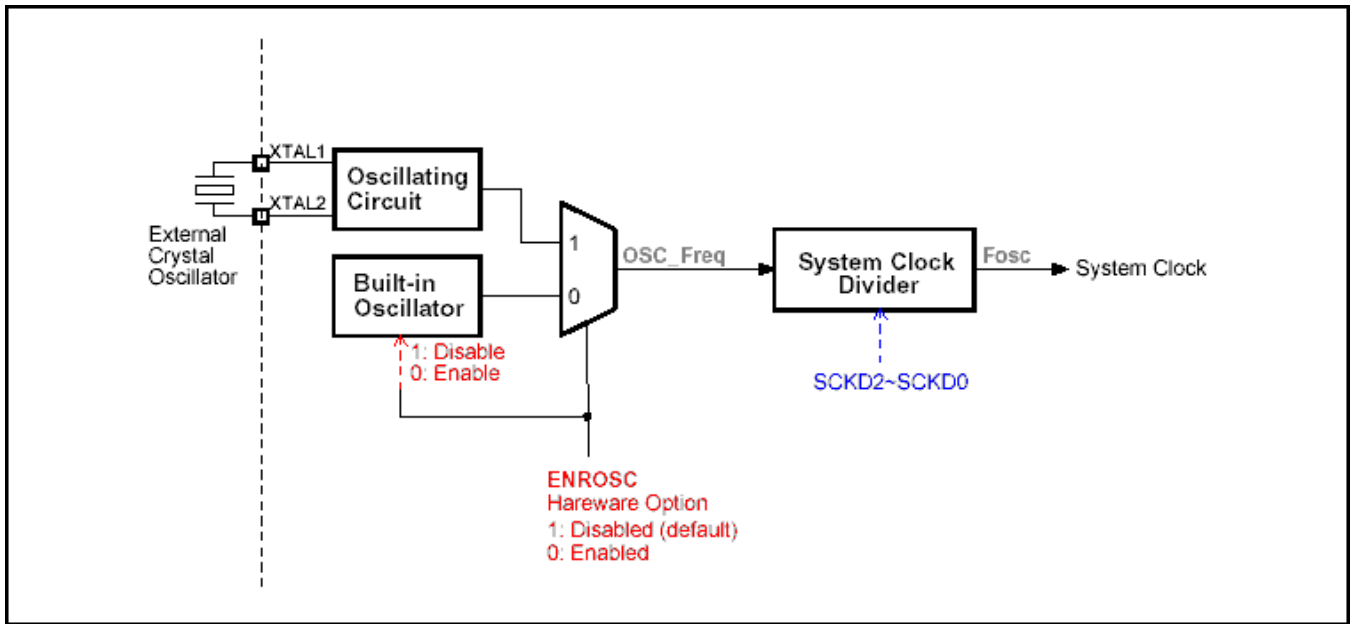 XTAL1
XTAL2
External
Crystal
Oscillator
Oscillating
Circuit
Built-in
Oscillator
1: Disable
0: Enable
1
0
OSC_Freq
System Clock
Divider
Fosc
System Clock
SCKD2~SCKD0
ENROSC
Hareware Option
1: Disabled (default)
0: Enabled